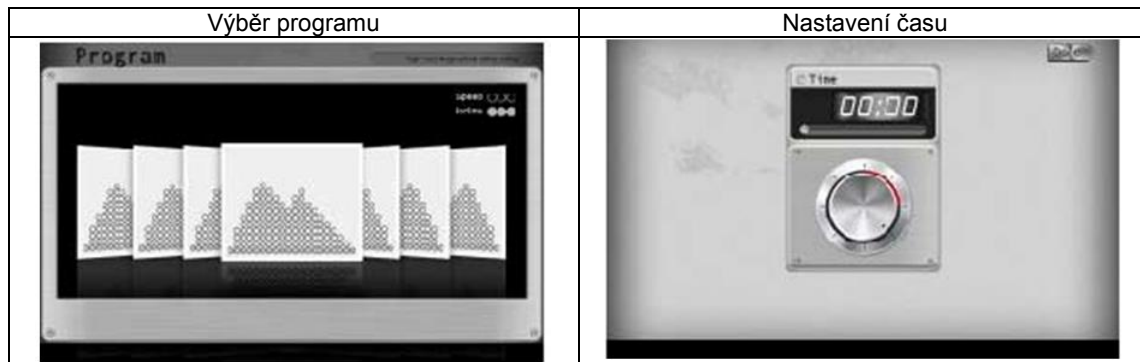 Výběr programu
Nastavení času
Program
Speed
Time
00:00